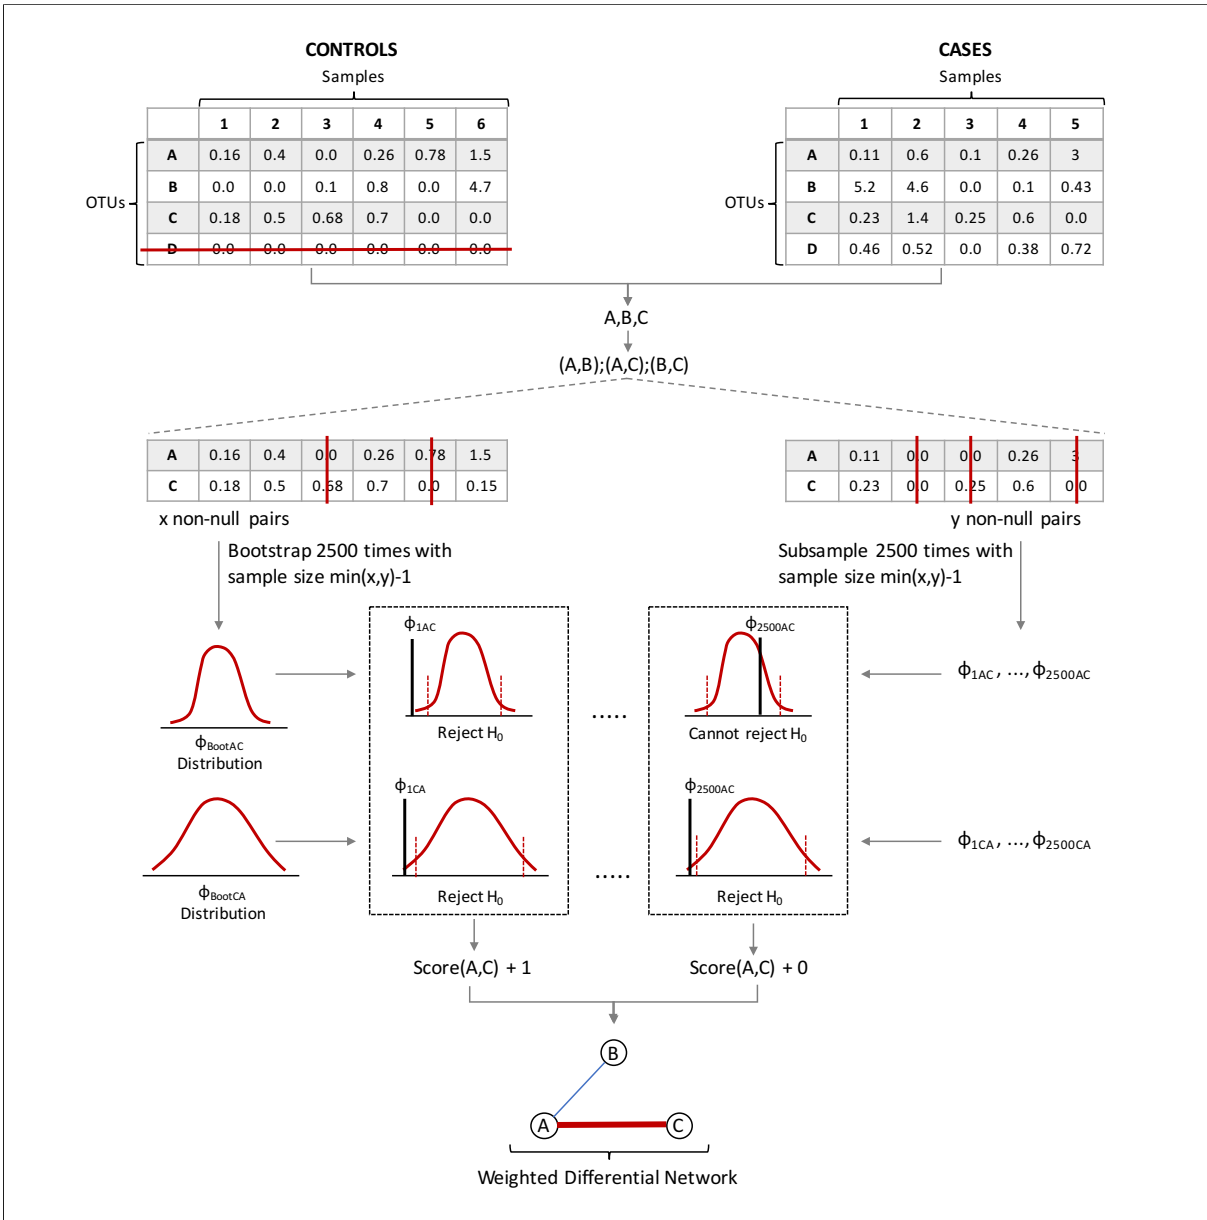 CONTROLS
Samples
1 2 3 4 5 6
A 0.16 0.4 0.0 0.26 0.78 1.5
B 0.0 0.0 0.1 0.8 0.0 4.7
C 0.18 0.5 0.68 0.7 0.0 0.0
D 0.0 0.0 0.0 0.0 0.0 0.0
OTUs
CASES
Samples
1 2 3 4 5
A 0.11 0.6 0.1 0.26 3
B 5.2 4.6 0.0 0.1 0.43
C 0.23 1.4 0.25 0.6 0.0
D 0.46 0.52 0.0 0.38 0.72
OTUs
A,B,C
(A,B);(A,C);(B,C)
A 0.16 0.4 0.0 0.26 0.78 1.5
C 0.18 0.5 0.68 0.7 0.0 0.15
x non-null pairs
Bootstrap 2500 times with
sample size min(x,y)-1
A 0.11 0.0 0.0 0.26 3
C 0.23 0.0 0.25 0.6 0.0
y non-null pairs
Subsample 2500 times with
sample size min(x,y)-1
ϕBootAC
Distribution
ϕ1AC
Reject H0
.....
ϕ2500AC
Cannot reject H0
ϕ1AC, ...,ϕ2500AC
ϕBootCA
Distribution
ϕ1CA
Reject H0
.....
ϕ2500AC
Reject H0
ϕ1CA, ...,ϕ2500CA
Score(A,C) + 1
Score(A,C) + 0
B
A
C
Weighted Differential Network